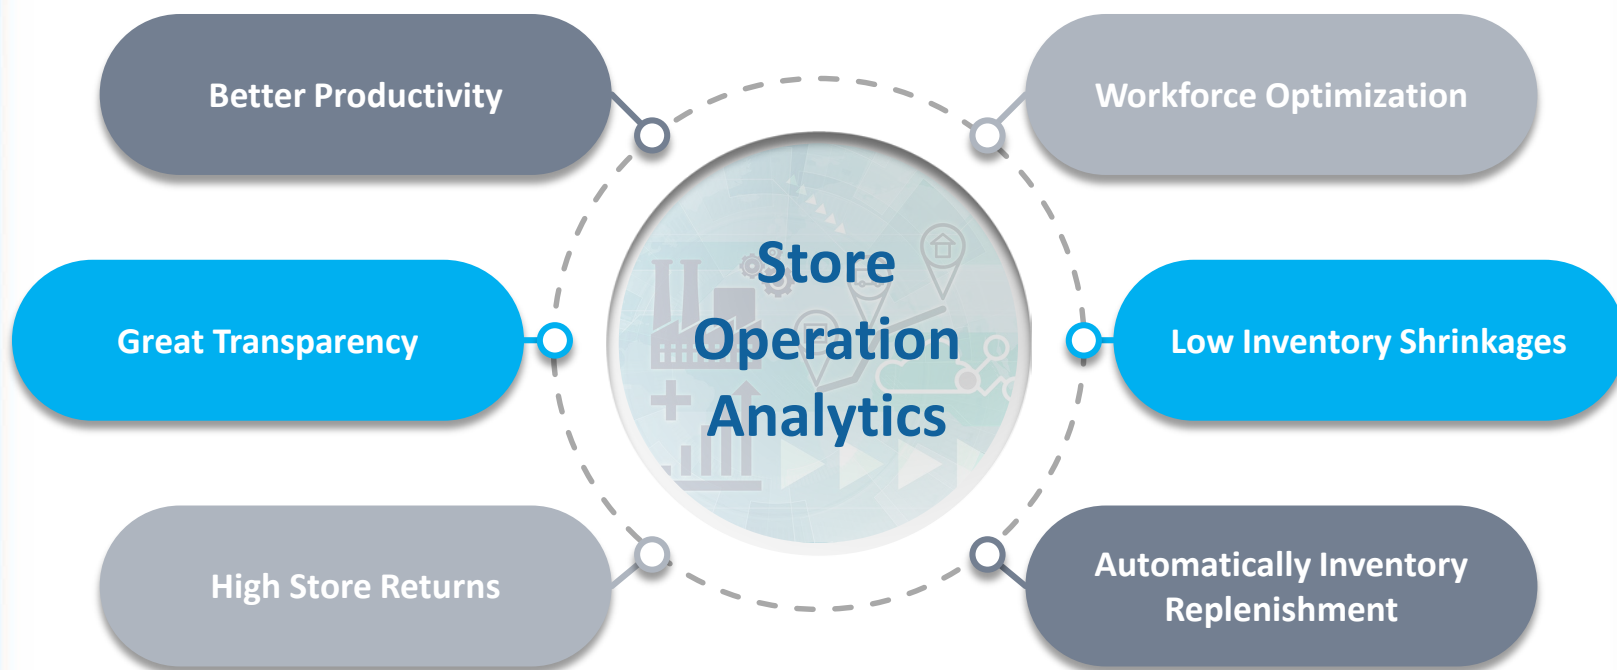 Better Productivity
Workforce Optimization
Great Transparency
Store
Operation
Analytics
Low Inventory Shrinkages
High Store Returns
Automatically Inventory
Replenishment